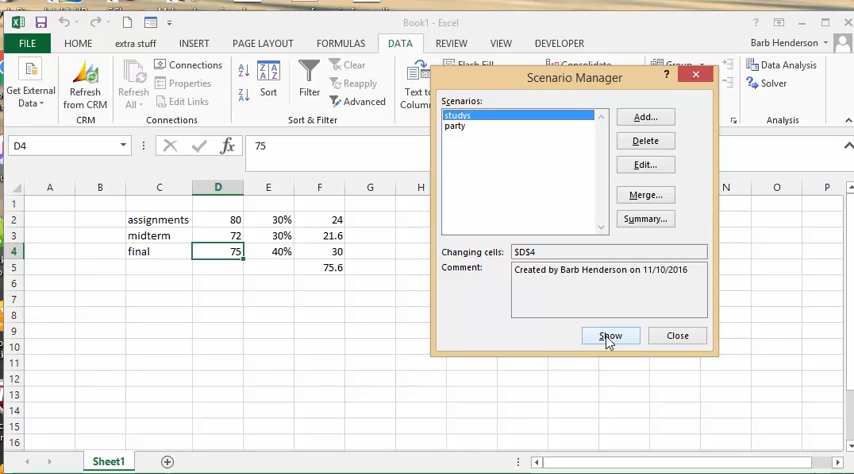 Book1 - Excel
FILE HOME extra stuff INSERT PAGE LAYOUT FORMULAS DATA REVIEW VIEW DEVELOPER Barb Henderson
Get External Data
Refresh from CRM
CRM
Refresh All
Connections
Properties
Edit Links
Connections
Sort
Filter
Clear
Reapply
Advanced
Sort & Filter
Text to
Flash Fill
Consolidate
Group
Data Analysis
Solver
Analysis
D4 fx 75
A B C D E F G H N O P
1
2 assignments 80 30% 24
3 midterm 72 30% 21.6
4 final 75 40% 30
5 75.6
6
7
8
9
10
11
12
13
14
15
16
Sheet1
Scenario Manager
? ×
Scenarios:
studys
party
Add...
Delete
Edit...
Merge...
Summary...
Changing cells: $D$4
Comment: Created by Barb Henderson on 11/10/2016
Show Close